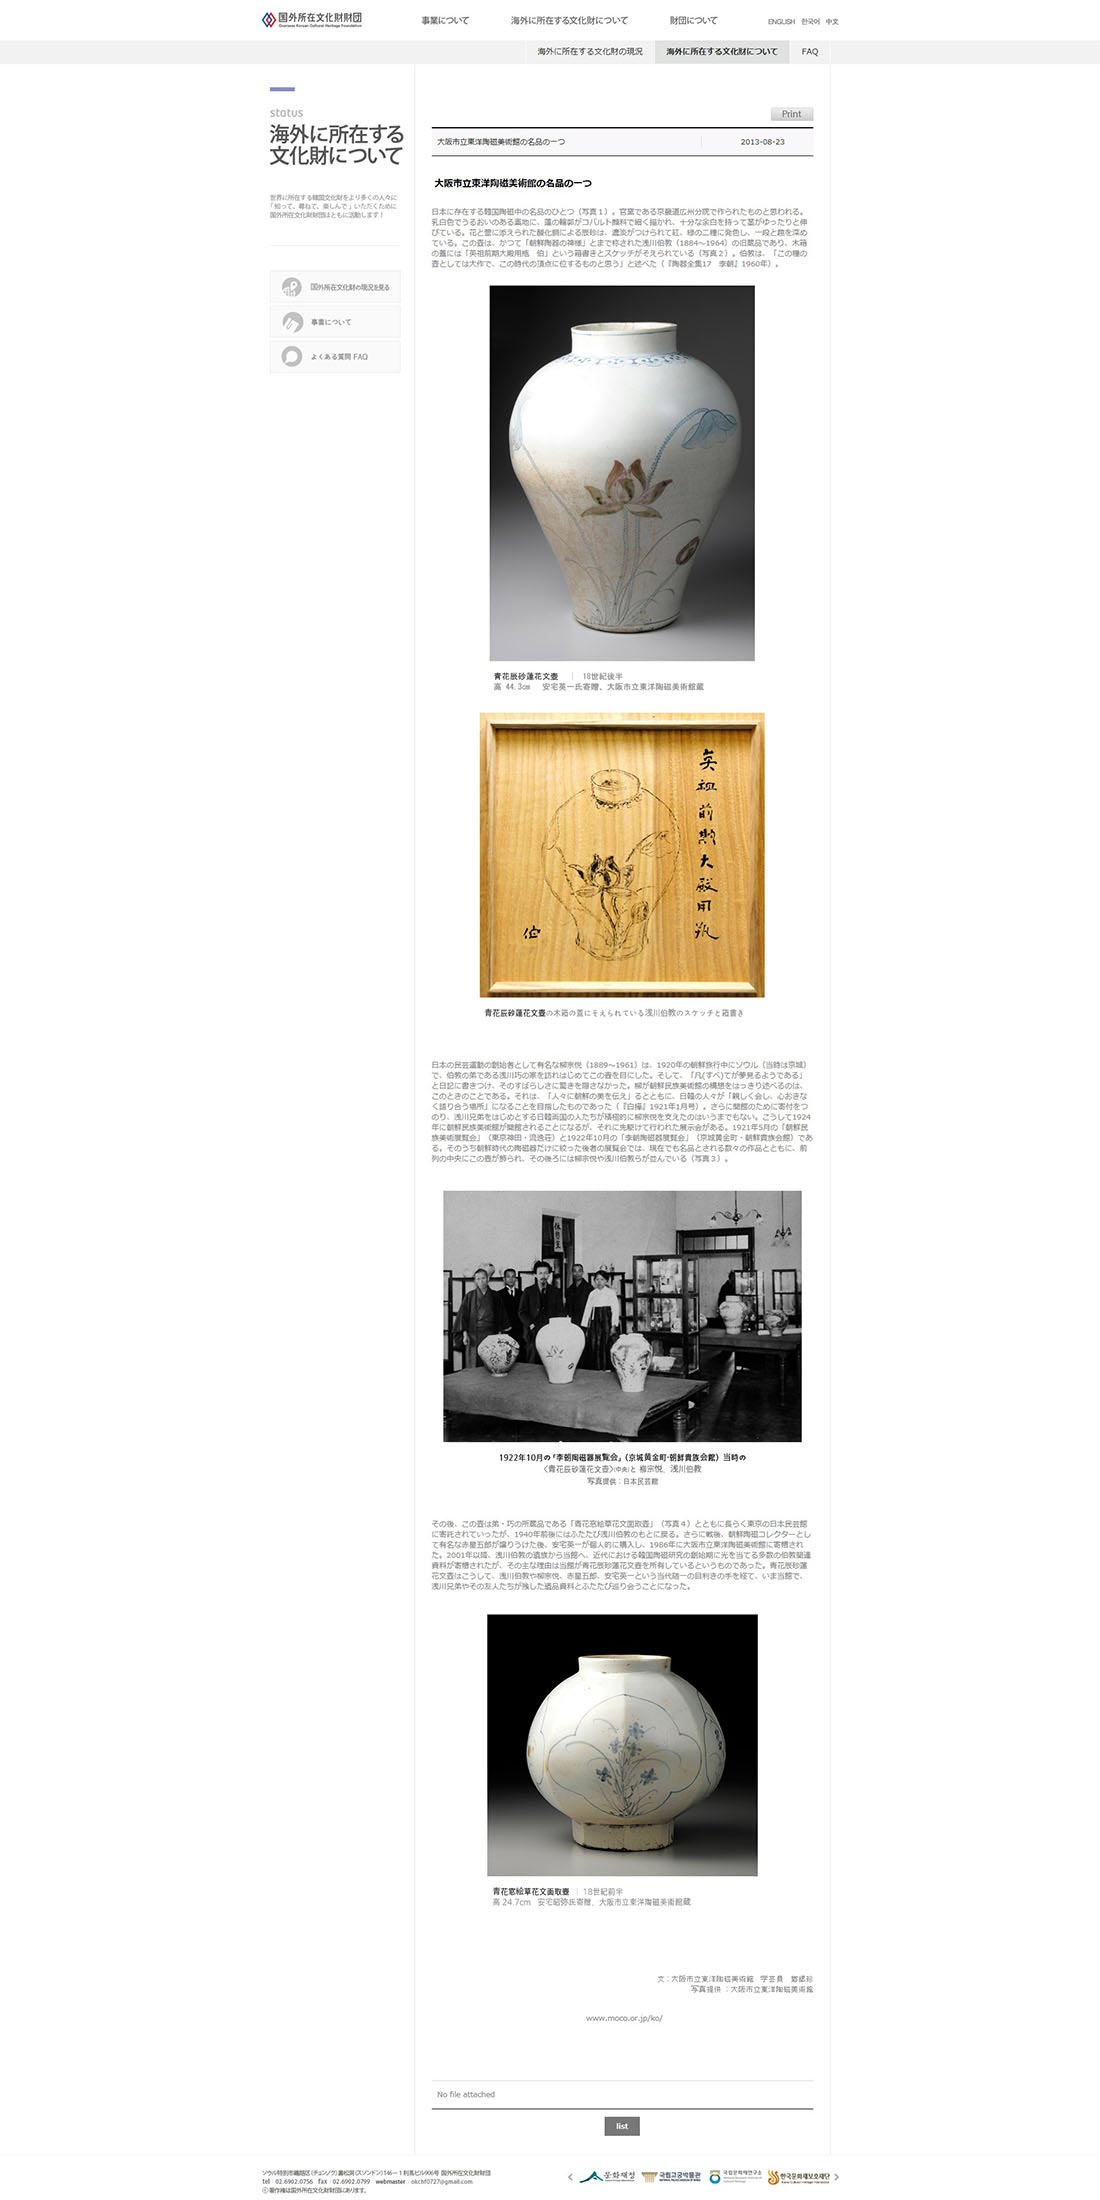 国外所在文化財財団
Overseas Korean Cultural Heritage Foundation
事業について 海外に所在する文化財について 財団について ENGLISH 한국어 中文
海外に所在する文化財の現況 海外に所在する文化財について FAQ
status
海外に所在する
文化財について
世界に所在する韓国文化財をより多くの人々に
「知って、尋ねて、楽しんで」いただくために
国外所在文化財財団はともに活動します！
国外所在文化財の現況を見る
事業について
よくある質問 FAQ
Print
大阪市立東洋陶磁美術館の名品の一つ 2013-08-23
大阪市立東洋陶磁美術館の名品の一つ
日本に存在する韓国陶磁中の名品のひとつ（写真１）。官窯である京畿道広州分院で作られたものと思われる。
乳白色でうるおいのある素地に、蓮の輪郭がコバルト顔料で細く描かれ、十分な余白を持って茎がゆったりと伸
びている。花と蕾に添えられた酸化銅による辰砂は、濃淡がつけられて紅、緑の二種に発色し、一段と趣を深め
ている。この壺は、かつて「朝鮮陶器の神様」とまで称された浅川伯教（1884～1964）の旧蔵品であり、木箱
の蓋には「英祖前期大殿用瓶　伯」という箱書きとスケッチがそえられている（写真２）。伯教は、「この種の
壺としては大作で、この時代の頂点に位するものと思う」と述べた（『陶器全集17　李朝』1960年）。
青花辰砂蓮花文壺 | 18世紀後半
高 44.3㎝　安宅英一氏寄贈、大阪市立東洋陶磁美術館蔵
英祖前期大殿用瓶
伯
青花辰砂蓮花文壺の木箱の蓋にそえられている浅川伯教のスケッチと箱書き
日本の民芸運動の創始者として有名な柳宗悦（1889～1961）は、1920年の朝鮮旅行中にソウル（当時は京城）
で、伯教の弟である浅川巧の家を訪れはじめてこの壺を目にした。そして、「凡(すべ)てが夢見るようである」
と日記に書きつけ、そのすばらしさに驚きを隠さなかった。柳が朝鮮民族美術館の構想をはっきり述べるのは、
このときのことである。それは、「人々に朝鮮の美を伝え」るとともに、日韓の人々が「親しく会し、心おきな
く語り合う場所」になることを目指したものであった（『白樺』1921年1月号）。さらに開館のために寄付をつ
のり、浅川兄弟をはじめとする日韓両国の人たちが積極的に柳宗悦を支えたのはいうまでもない。こうして1924
年に朝鮮民族美術館が開館されることになるが、それに先駆けて行われた展示会がある。1921年5月の「朝鮮民
族美術展覧会」（東京神田・流逸荘）と1922年10月の「李朝陶磁器展覧会」（京城黄金町・朝鮮貴族会館）であ
る。そのうち朝鮮時代の陶磁器だけに絞った後者の展覧会では、現在でも名品とされる数々の作品とともに、前
列の中央にこの壺が飾られ、その後ろには柳宗悦や浅川伯教らが並んでいる（写真３）。
1922年10月の「李朝陶磁器展覧会」（京城黄金町・朝鮮貴族会館）当時の
〈青花辰砂蓮花文壺〉(中央)と 柳宗悦、浅川伯教
写真提供：日本民芸館
その後、この壺は弟・巧の所蔵品である「青花窓絵草花文面取壺」（写真４）とともに長らく東京の日本民芸館
に寄託されていったが、1940年前後にはふたたび浅川伯教のもとに戻る。さらに戦後、朝鮮陶磁コレクターとし
て有名な赤星五郎が譲りうけた後、安宅英一が個人的に購入し、1986年に大阪市立東洋陶磁美術館に寄贈され
た。2001年以降、浅川伯教の遺族から当館へ、近代における韓国陶磁研究の創始期に光を当てる多数の伯教関連
資料が寄贈されたが、その主な理由は当館が青花辰砂蓮花文壺を所有しているというものであった。青花辰砂蓮
花文壺はこうして、浅川伯教や柳宗悦、赤星五郎、安宅英一という当代随一の目利きの手を経て、いま当館で、
浅川兄弟やその友人たちが残した遺品資料とふたたび巡り会うことになった。
青花窓絵草花文面取壺 | 18世紀前半
高 24.7cm　安宅昭弥氏寄贈、大阪市立東洋陶磁美術館蔵
文：大阪市立東洋陶磁美術館　学芸員
写真提供 ：大阪市立東洋陶磁美術館
www.moco.or.jp/ko/
No file attached
list
ソウル特別市鍾路区（チョンノク）壽松洞（スソンドン）146－1 利馬ビル906号 国外所在文化財財団
tel 02.6902.0756 fax 02.6902.0799 webmaster okchf0727@gmail.com
ⓒ 著作権は国外所在文化財財団にあります。
문화재청 국립고궁박물관 국립문화재연구소 한국문화재보호재단